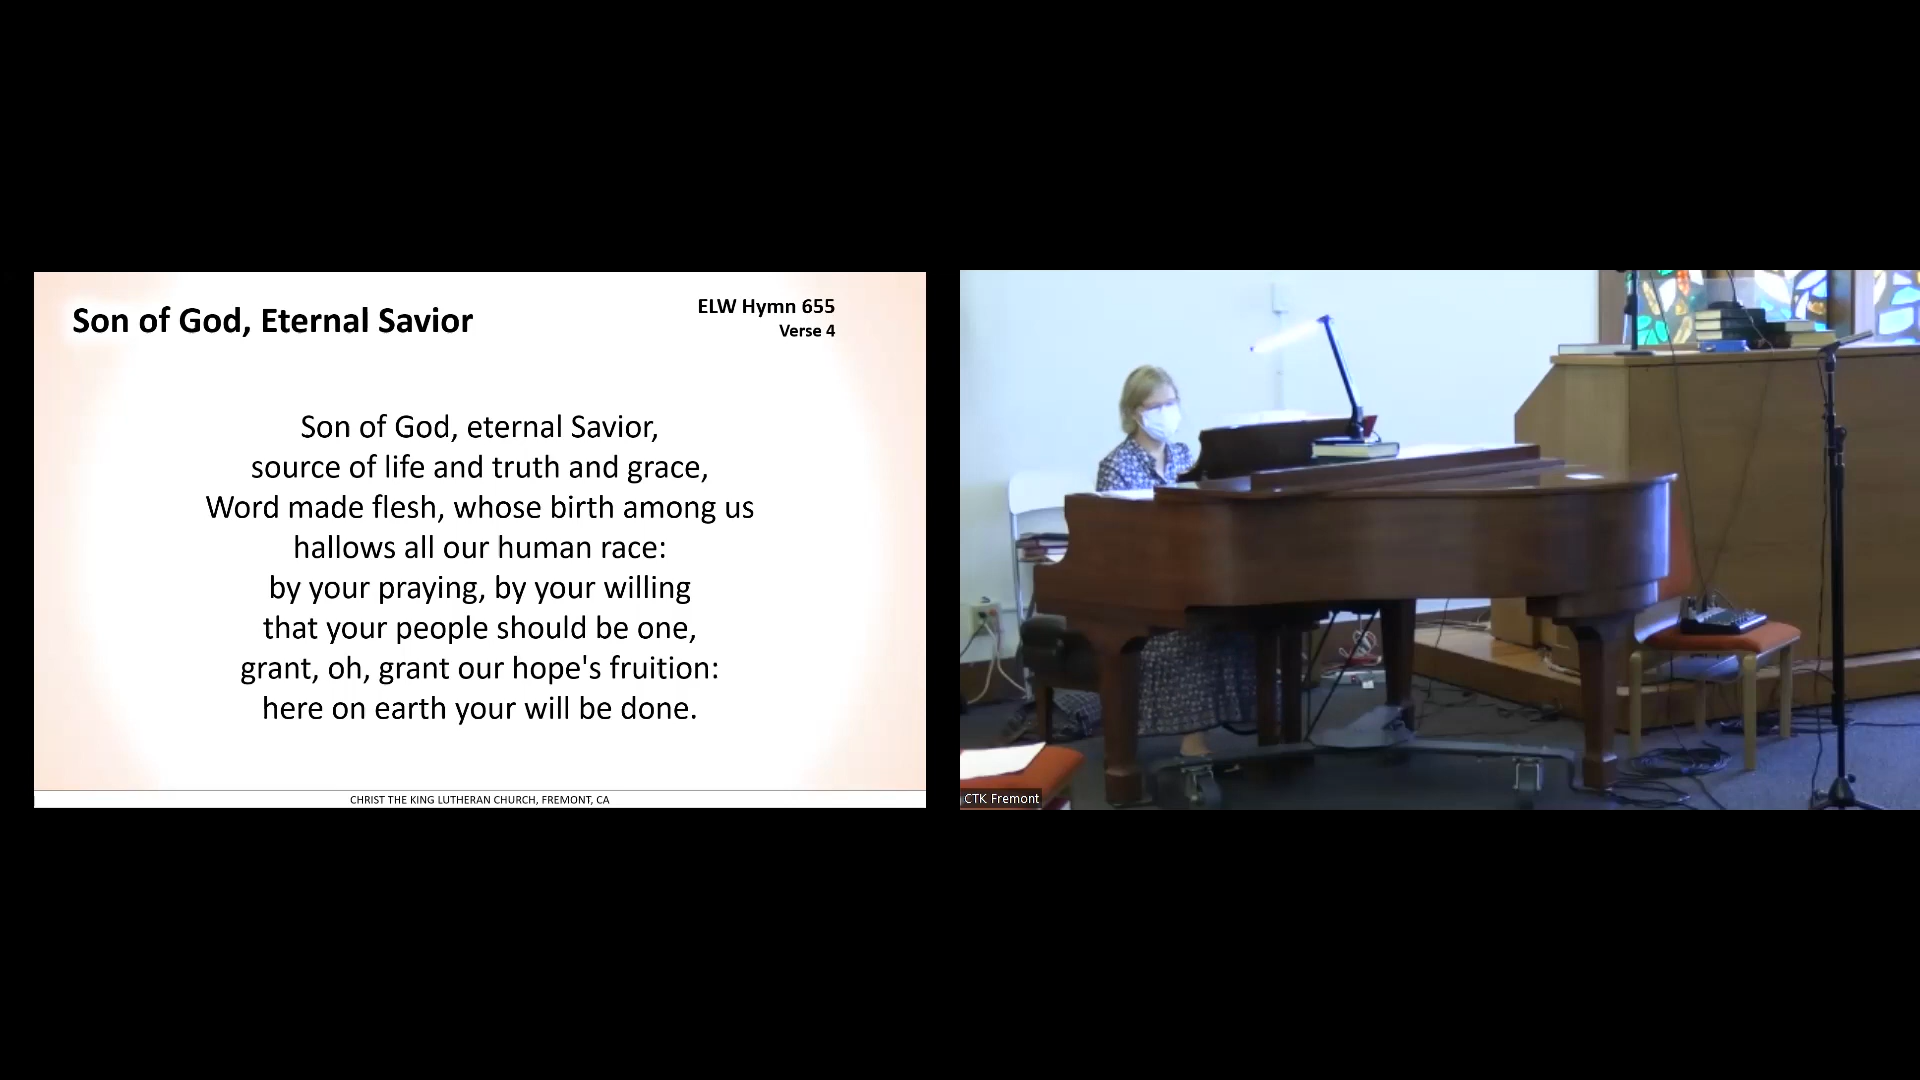 Son of God, Eternal Savior
ELW Hymn 655
Verse 4
Son of God, eternal Savior,
source of life and truth and grace,
Word made flesh, whose birth among us
hallows all our human race:
by your praying, by your willing
that your people should be one,
grant, oh, grant our hope's fruition:
here on earth your will be done.
CHRIST THE KING LUTHERAN CHURCH, FREMONT, CA
CTK Fremont